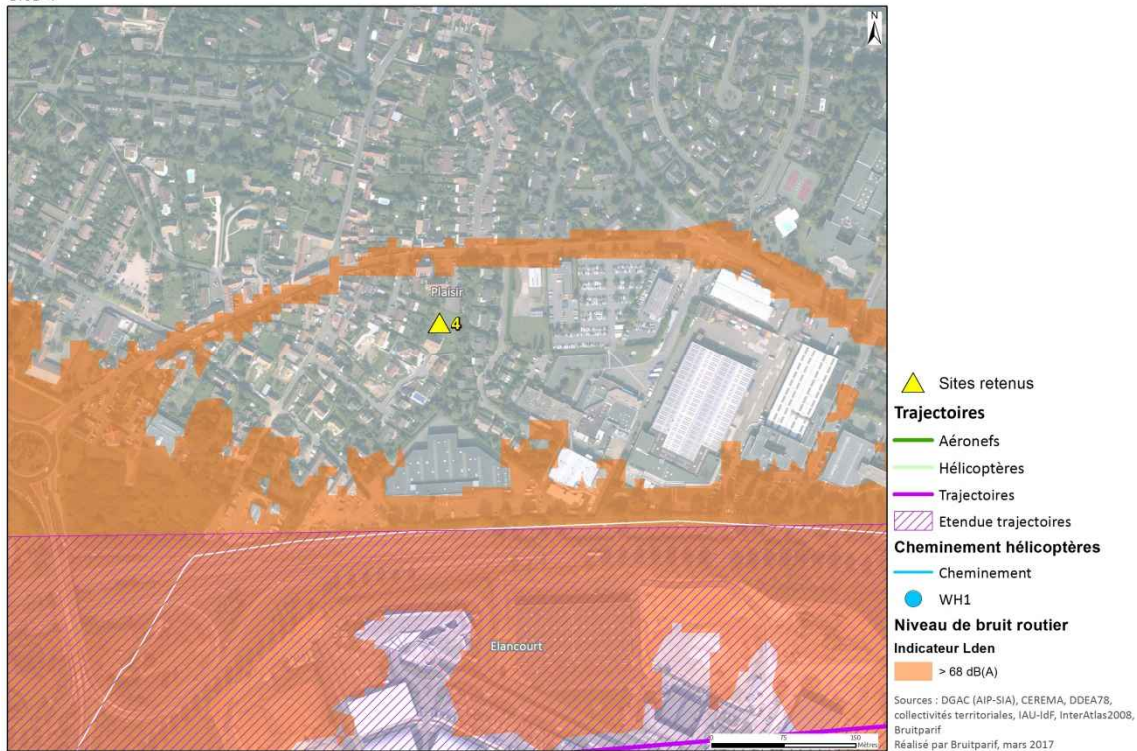 N
Plaisir
4
Elancourt
0 75 150
Mètres
Sites retenus
Trajectoires
Aéronefs
Hélicoptères
Trajectoires
Etendue trajectoires
Cheminement hélicoptères
Cheminement
WH1
Niveau de bruit routier
Indicateur Lden
> 68 dB(A)
Sources : DGAC (AIP-SIA), CEREMA, DDEA78,
collectivités territoriales, IAU-IdF, InterAtlas2008,
Bruitparif
Réalisé par Bruitparif, mars 2017